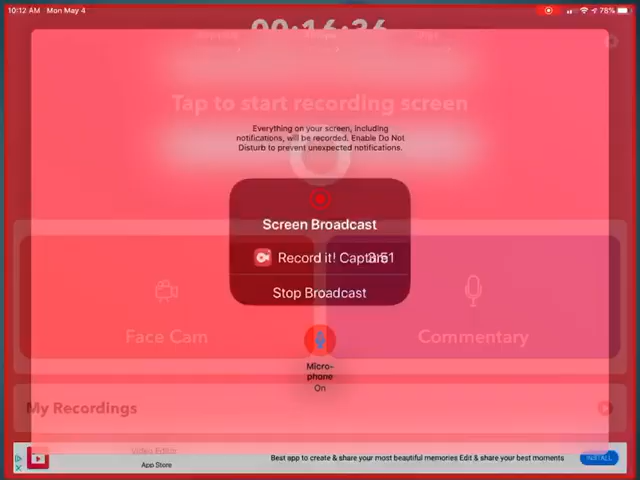 10:12 AM Mon May 4
78%
00:16:36
Tap to start recording screen
Everything on your screen, including
notifications, will be recorded. Enable Do Not
Disturb to prevent unexpected notifications.
Screen Broadcast
Record it! Capture
Stop Broadcast
Face Cam
Commentary
Micro-
phone
On
My Recordings
Video Editor
App Store
Best app to create & share your most beautiful memories Edit & share your best moments
INSTALL